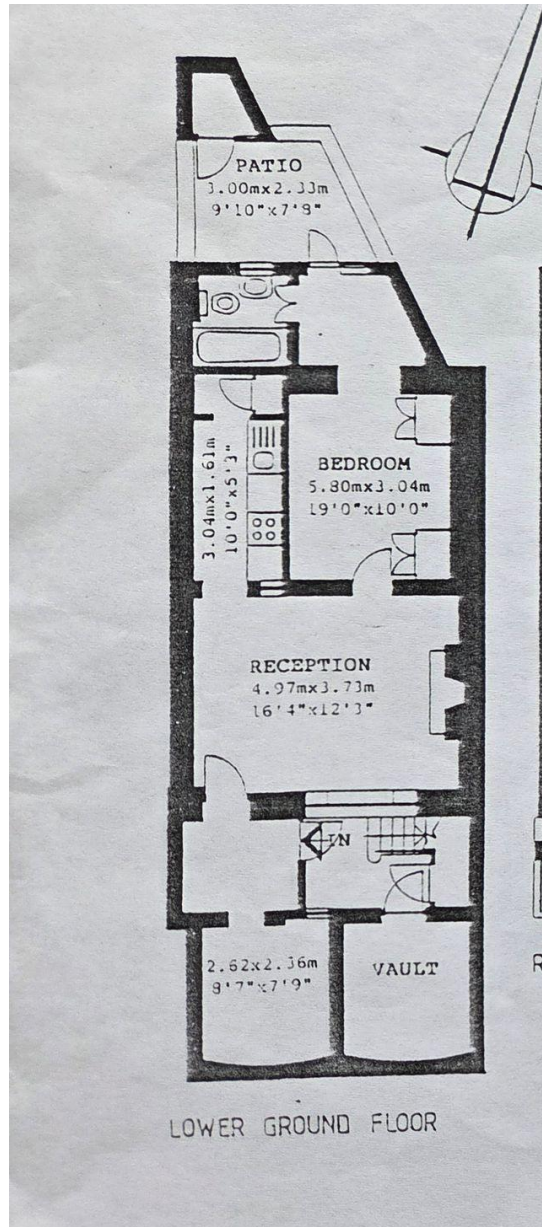 PATIO
3.00mx2.33m
9'10"x7'8"
3.04mx1.61m
10'0"x5'3"
BEDROOM
5.80mx3.04m
19'0"x10'0"
RECEPTION
4.97mx3.73m
16'4"x12'3"
IN
2.62x2.36m
8'7"x7'9"
VAULT
R
LOWER GROUND FLOOR